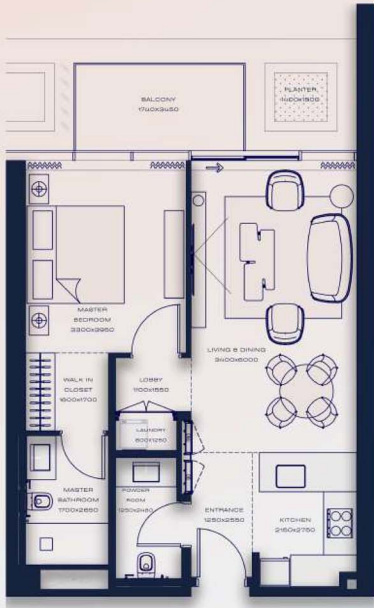 BALCONY
1740X3450
PLANTER
1400X1500
MASTER
BEDROOM
3300X3950
LIVING & DINING
3400X6000
WALK IN
CLOSET
1600X1700
LOBBY
1100X1550
LAUNDRY
800X1250
MASTER
BATHROOM
1700X2650
POWDER
ROOM
1250X2450
ENTRANCE
1250X2550
KITCHEN
2150X2750